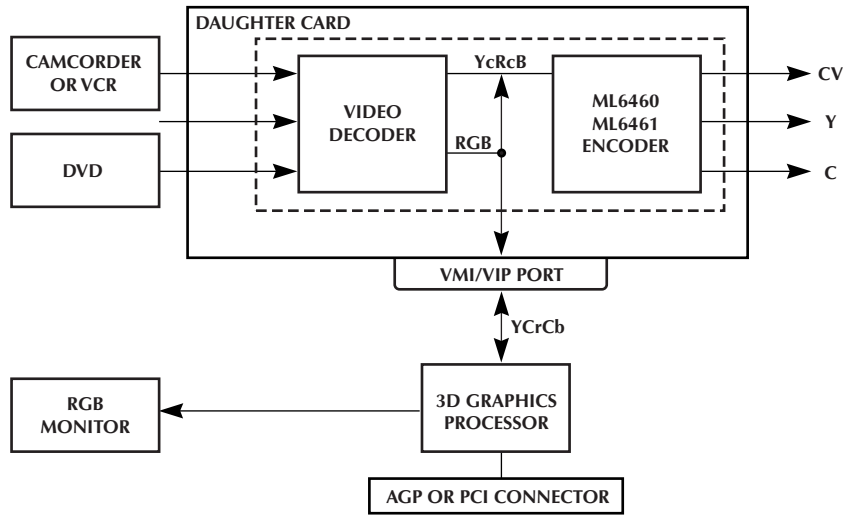 DAUGHTER CARD
CAMCORDER
OR VCR
DVD
VIDEO
DECODER
YcRcB
RGB
ML6460
ML6461
ENCODER
CV
Y
C
VMI/VIP PORT
YCrCb
RGB
MONITOR
3D GRAPHICS
PROCESSOR
AGP OR PCI CONNECTOR